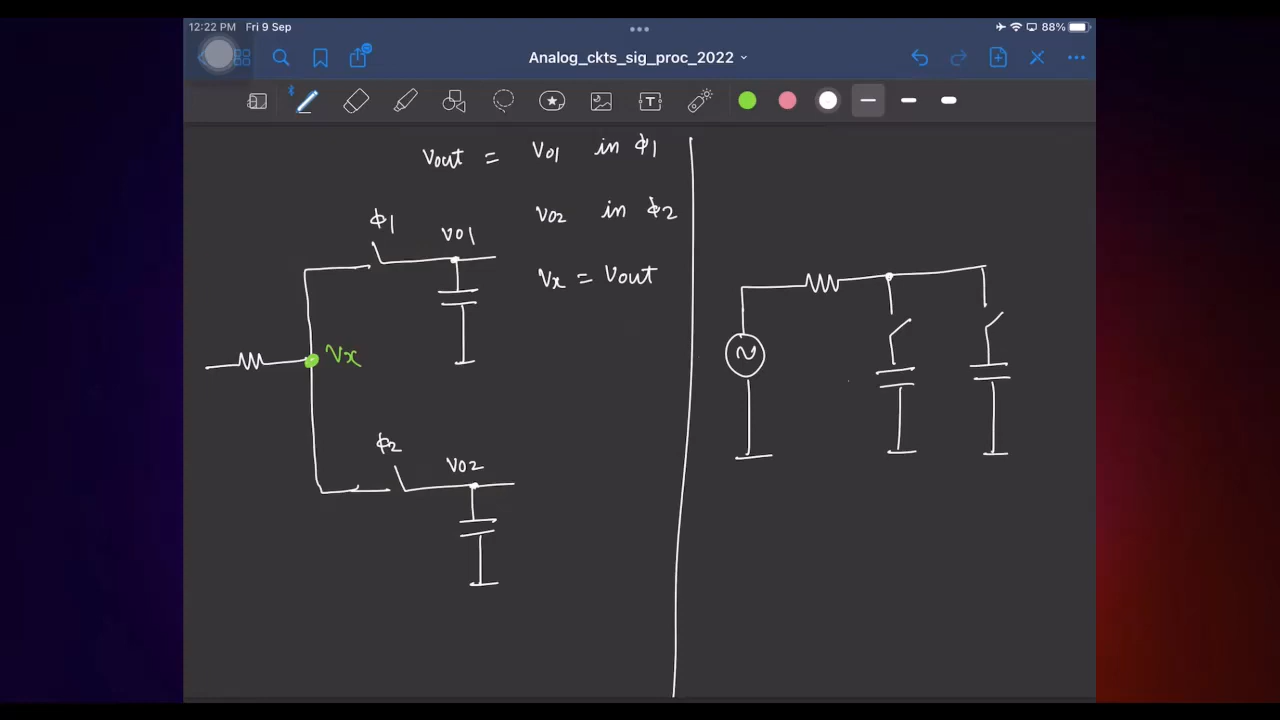 12:22 PM Fri 9 Sep
88%
Analog_ckts_sig_proc_2022
T
Vout = VO1 in ϕ1
VO2 in ϕ2
Vx = Vout
ϕ1
VO1
Vx
ϕ2
VO2